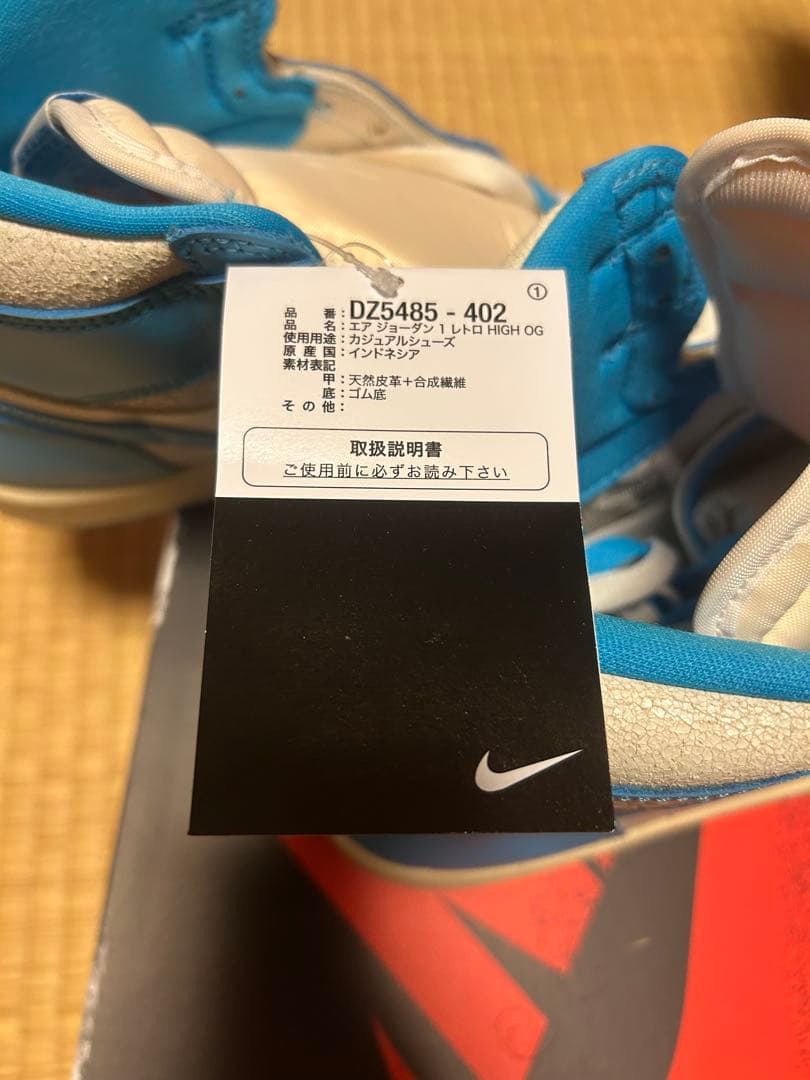 ①
品番：DZ5485 - 402
品名：エア ジョーダン 1 レトロ HIGH OG
使用用途：カジュアルシューズ
原産国：インドネシア
素材表記
甲：天然皮革＋合成繊維
底：ゴム底
その他：
取扱説明書
ご使用前に必ずお読み下さい